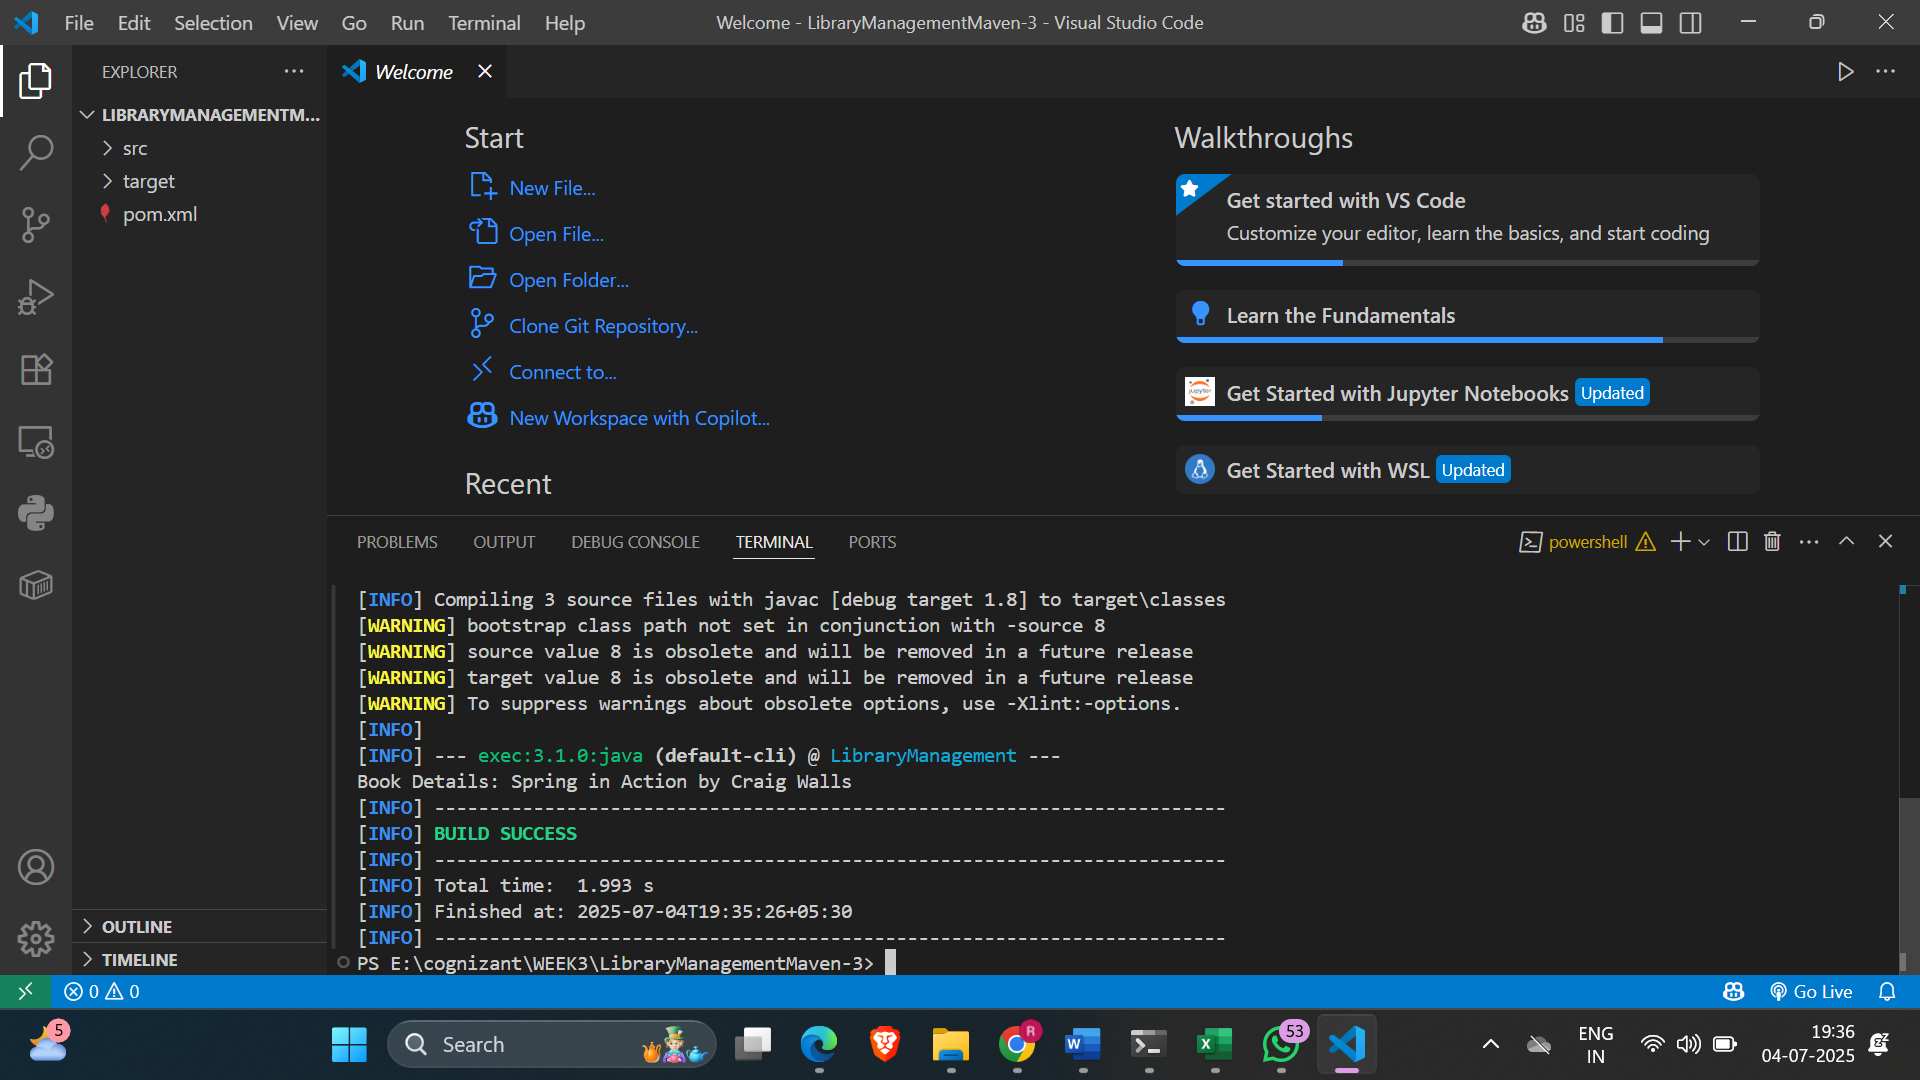 File Edit Selection View Go Run Terminal Help
Welcome - LibraryManagementMaven-3 - Visual Studio Code
EXPLORER
LIBRARYMANAGEMENTM...
src
target
pom.xml
OUTLINE
TIMELINE
Welcome
Start
New File...
Open File...
Open Folder...
Clone Git Repository...
Connect to...
New Workspace with Copilot...
Recent
Walkthroughs
Get started with VS Code
Customize your editor, learn the basics, and start coding
Learn the Fundamentals
jupyter
Get Started with Jupyter Notebooks Updated
Get Started with WSL Updated
PROBLEMS OUTPUT DEBUG CONSOLE TERMINAL PORTS
powershell
[INFO] Compiling 3 source files with javac [debug target 1.8] to target\classes
[WARNING] bootstrap class path not set in conjunction with -source 8
[WARNING] source value 8 is obsolete and will be removed in a future release
[WARNING] target value 8 is obsolete and will be removed in a future release
[WARNING] To suppress warnings about obsolete options, use -Xlint:-options.
[INFO]
[INFO] --- exec:3.1.0:java (default-cli) @ LibraryManagement ---
Book Details: Spring in Action by Craig Walls
[INFO] ------------------------------------------------------------------------
[INFO] BUILD SUCCESS
[INFO] ------------------------------------------------------------------------
[INFO] Total time:  1.993 s
[INFO] Finished at: 2025-07-04T19:35:26+05:30
[INFO] ------------------------------------------------------------------------
PS E:\cognizant\WEEK3\LibraryManagementMaven-3>
0 0
Go Live
5
Search
R
W
X
53
ENG
IN
19:36
04-07-2025